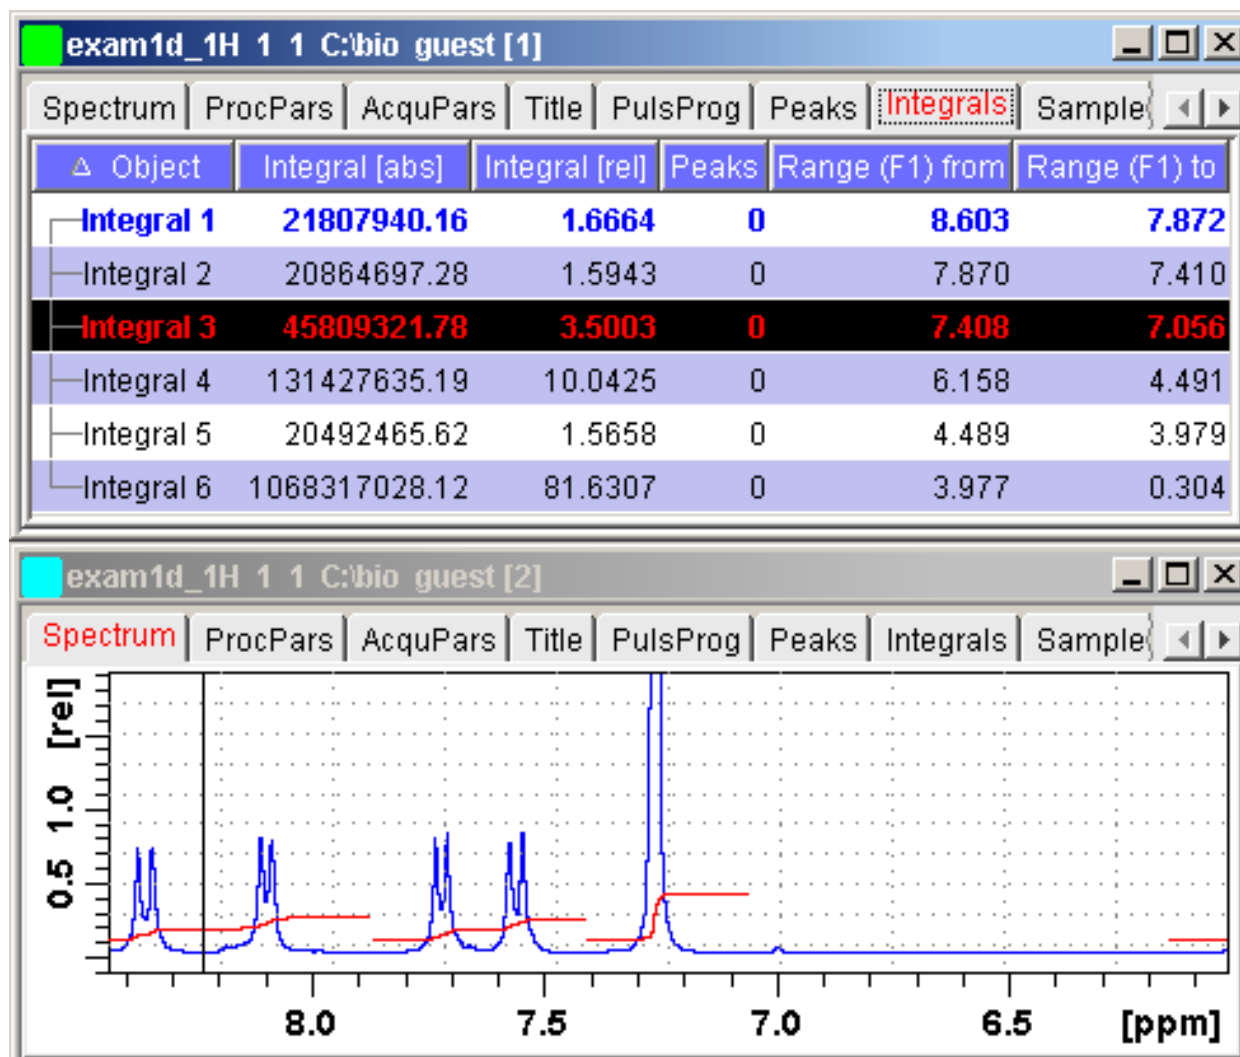 exam1d_1H 1 1 C:\bio guest [1]
Spectrum ProcPars AcquPars Title PulsProg Peaks Integrals Sample
Δ Object Integral [abs] Integral [rel] Peaks Range (F1) from Range (F1) to
Integral 1 21807940.16 1.6664 0 8.603 7.872
Integral 2 20864697.28 1.5943 0 7.870 7.410
Integral 3 45809321.78 3.5003 0 7.408 7.056
Integral 4 131427635.19 10.0425 0 6.158 4.491
Integral 5 20492465.62 1.5658 0 4.489 3.979
Integral 6 1068317028.12 81.6307 0 3.977 0.304
exam1d_1H 1 1 C:\bio guest [2]
Spectrum ProcPars AcquPars Title PulsProg Peaks Integrals Sample
0.5 1.0 [rel]
8.0 7.5 7.0 6.5 [ppm]